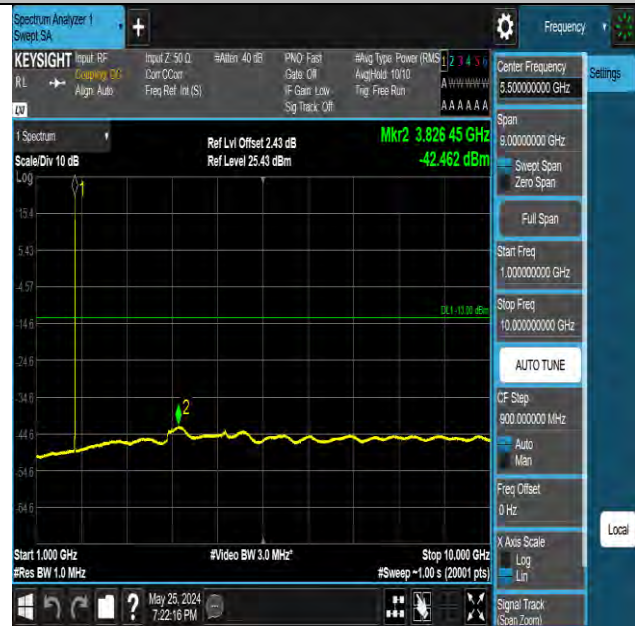 Spectrum Analyzer 1
Swept SA
+
Frequency
KEYSIGHT
RL
Input: RF
Coupling: DC
Align: Auto
Input Z: 50 Ω
Corr CCorr
Freq Ref: Int (S)
#Atten: 40 dB
PNO: Fast
Gate: Off
IF Gain: Low
Sig Track: Off
#Avg Type: Power (RMS
Avg|Hold: 10/10
Trig: Free Run
1 2 3 4 5 6
A W W W W W
A A A A A A
LXI
1 Spectrum
Scale/Div 10 dB
Ref Lvl Offset 2.43 dB
Ref Level 25.43 dBm
Mkr2 3.826 45 GHz
-42.462 dBm
Log
1
15.4
5.43
-4.57
DL1 -13.00 dBm
-14.6
-24.6
-34.6
2
-44.6
-54.6
-64.6
Start 1.000 GHz
#Video BW 3.0 MHz*
Stop 10.000 GHz
#Res BW 1.0 MHz
#Sweep ~1.00 s (20001 pts)
?
May 25, 2024
7:22:16 PM
Center Frequency
5.500000000 GHz
Settings
Span
9.00000000 GHz
Swept Span
Zero Span
Full Span
Start Freq
1.000000000 GHz
Stop Freq
10.000000000 GHz
AUTO TUNE
CF Step
900.000000 MHz
Auto
Man
Freq Offset
0 Hz
X Axis Scale
Log
Lin
Local
Signal Track
(Span Zoom)